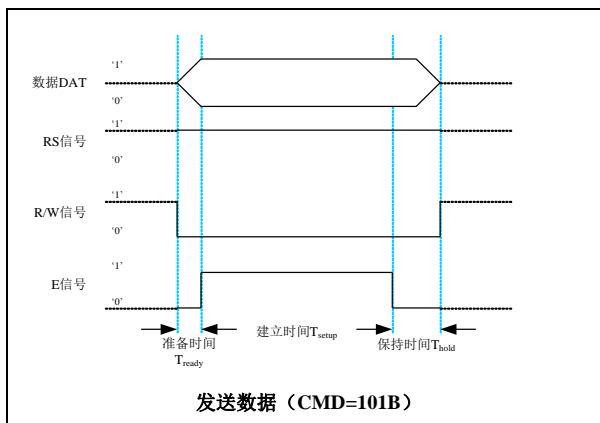 ‘1’
数据DAT
‘0’
‘1’
RS信号
‘0’
‘1’
R/W信号
‘0’
‘1’
E信号
‘0’
准备时间
Tready
建立时间Tsetup
保持时间Thold
发送数据（CMD=101B）